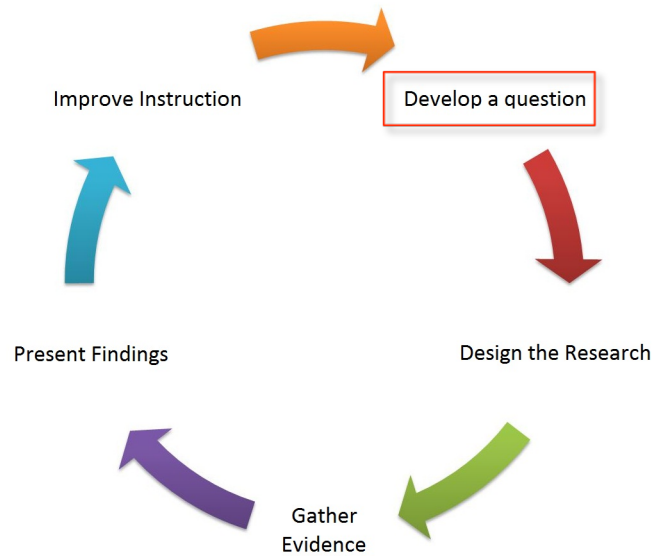 Improve Instruction
Develop a question
Present Findings
Design the Research
Gather
Evidence